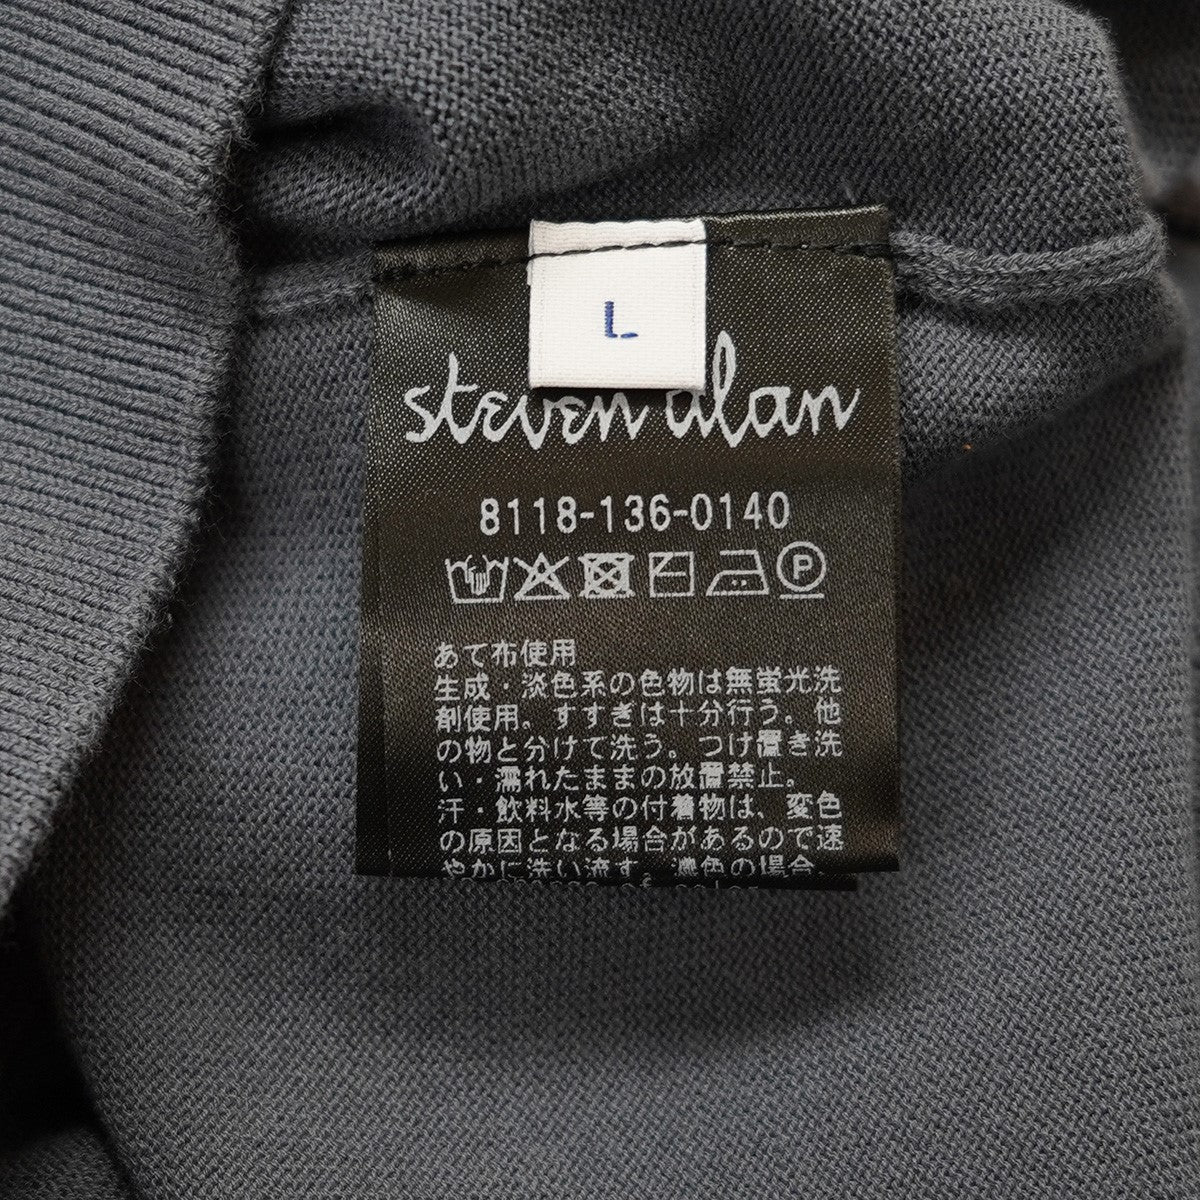 L
steven alan
8118-136-0140
P
あて布使用
生成・淡色系の色物は無蛍光洗
剤使用。すすぎは十分行う。他
の物と分けて洗う。つけ置き洗
い・濡れたままの放置禁止。
汗・飲料水等の付着物は、変色
の原因となる場合があるので速
やかに洗い流す。濃色の場合、